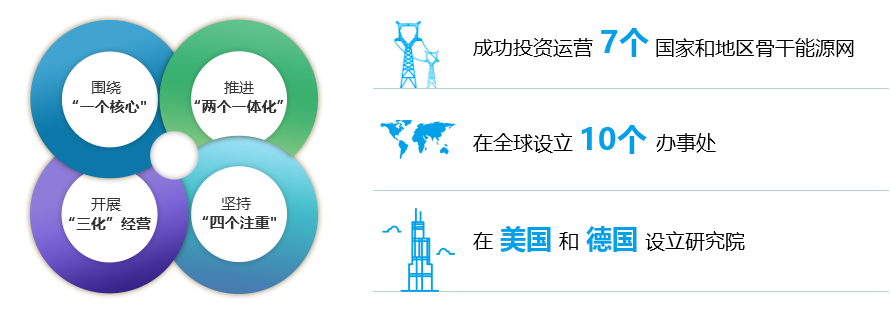 围绕
“一个核心"
推进
“两个一体化”
开展
“三化”经营
坚持
“四个注重"
成功投资运营 7个 国家和地区骨干能源网
在全球设立 10个 办事处
在 美国 和 德国 设立研究院